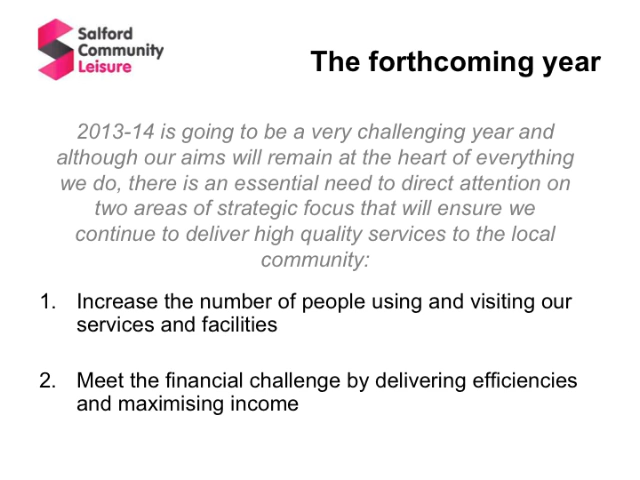 Salford
Community
Leisure
The forthcoming year
2013-14 is going to be a very challenging year and
although our aims will remain at the heart of everything
we do, there is an essential need to direct attention on
two areas of strategic focus that will ensure we
continue to deliver high quality services to the local
community:
1. Increase the number of people using and visiting our
services and facilities
2. Meet the financial challenge by delivering efficiencies
and maximising income